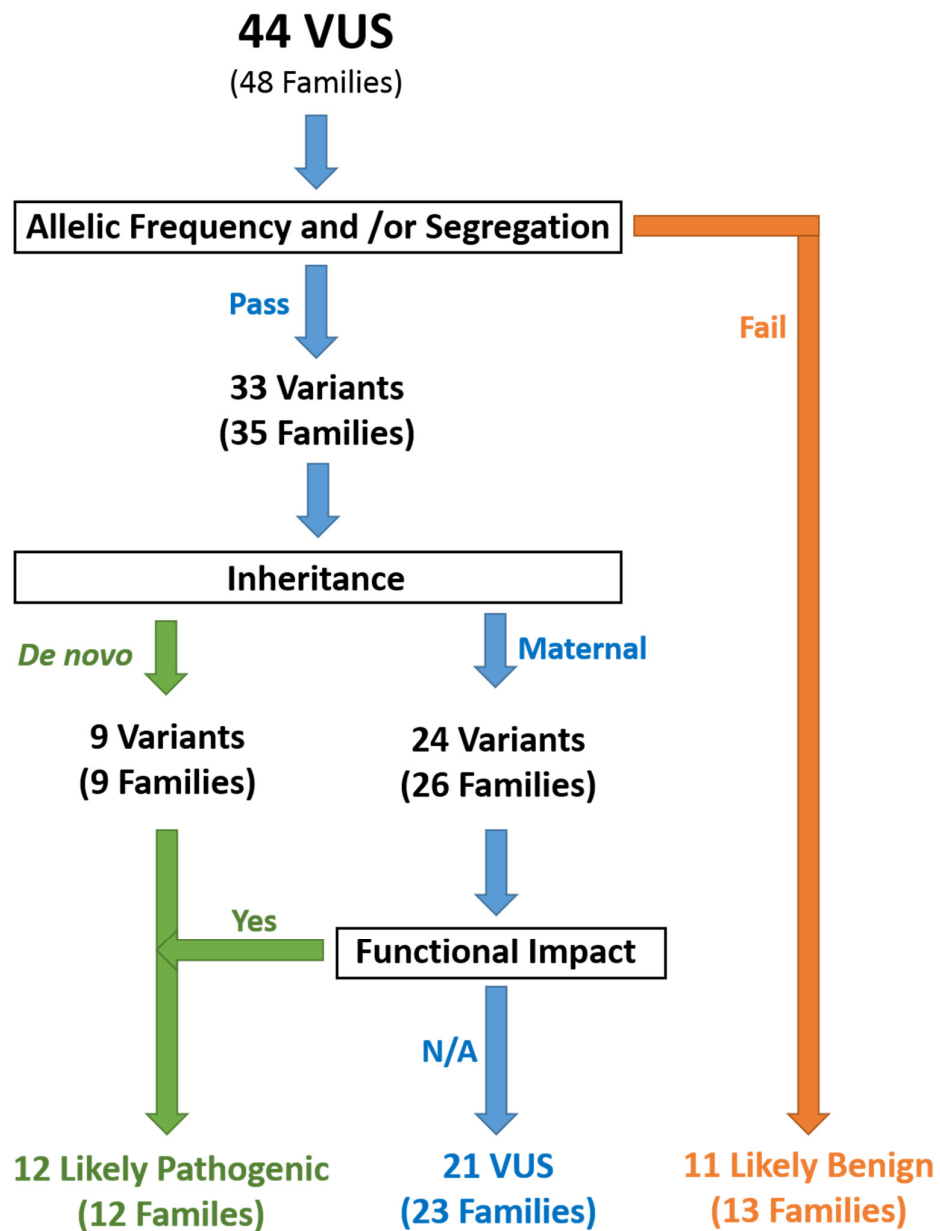 44 VUS
(48 Families)
Allelic Frequency and /or Segregation
Pass
Fail
33 Variants
(35 Families)
Inheritance
De novo
Maternal
9 Variants
(9 Families)
24 Variants
(26 Families)
Yes
Functional Impact
N/A
12 Likely Pathogenic
(12 Familes)
21 VUS
(23 Families)
11 Likely Benign
(13 Families)